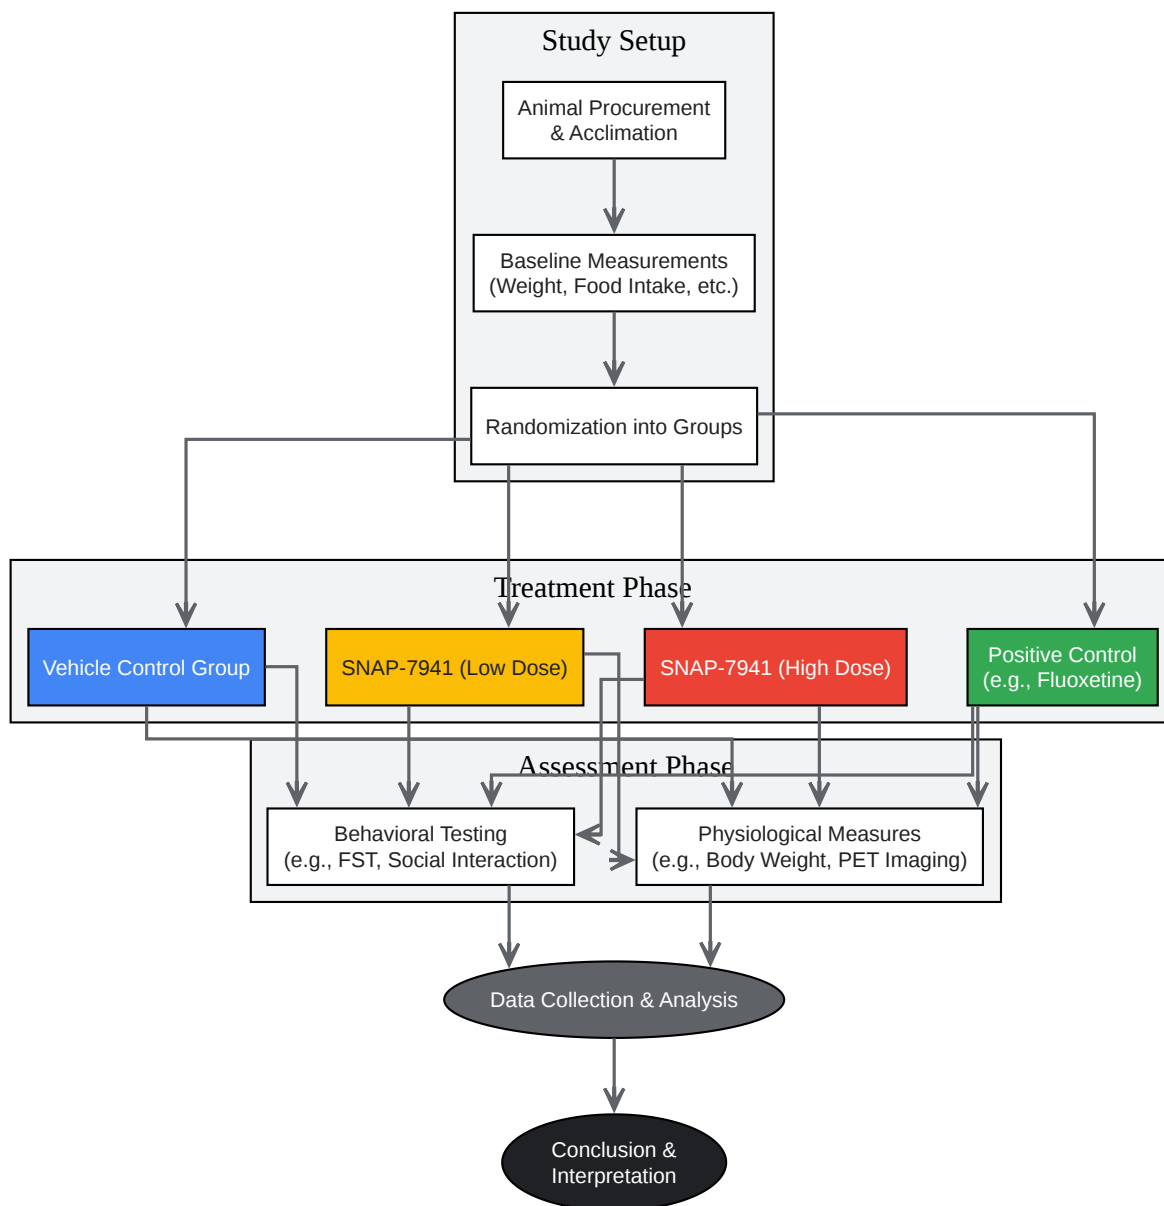 Study Setup
Animal Procurement
& Acclimation
Baseline Measurements
(Weight, Food Intake, etc.)
Randomization into Groups
Treatment Phase
Vehicle Control Group
SNAP-7941 (Low Dose)
SNAP-7941 (High Dose)
Positive Control
(e.g., Fluoxetine)
Assessment Phase
Behavioral Testing
(e.g., FST, Social Interaction)
Physiological Measures
(e.g., Body Weight, PET Imaging)
Data Collection & Analysis
Conclusion &
Interpretation